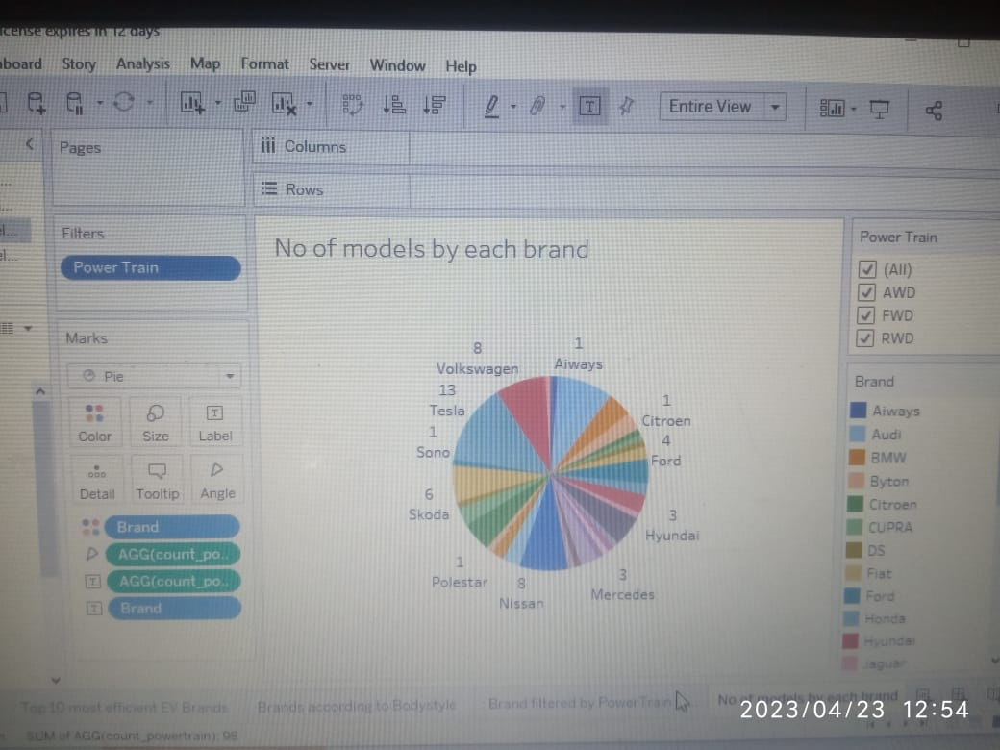 license expires in 12 days
board Story Analysis Map Format Server Window Help
Entire View
Pages
Columns
Rows
Filters
Power Train
Marks
Pie
Color Size Label
Detail Tooltip Angle
Brand
AGG(count_po..
AGG(count_po..
Brand
No of models by each brand
8
Volkswagen
1
Aiways
13
Tesla
1
Citroen
1
Sono
4
Ford
6
Skoda
3
Hyundai
1
Polestar
3
Mercedes
8
Nissan
Power Train
(All)
AWD
FWD
RWD
Brand
Aiways
Audi
BMW
Byton
Citroen
CUPRA
DS
Fiat
Ford
Honda
Hyundai
Jaguar
Top 10 most efficient EV Brands Brands according to Bodystyle Brand filtered by PowerTrain No of models by each brand
2023/04/23 12:54
SUM of AGG(count_powertrain): 98